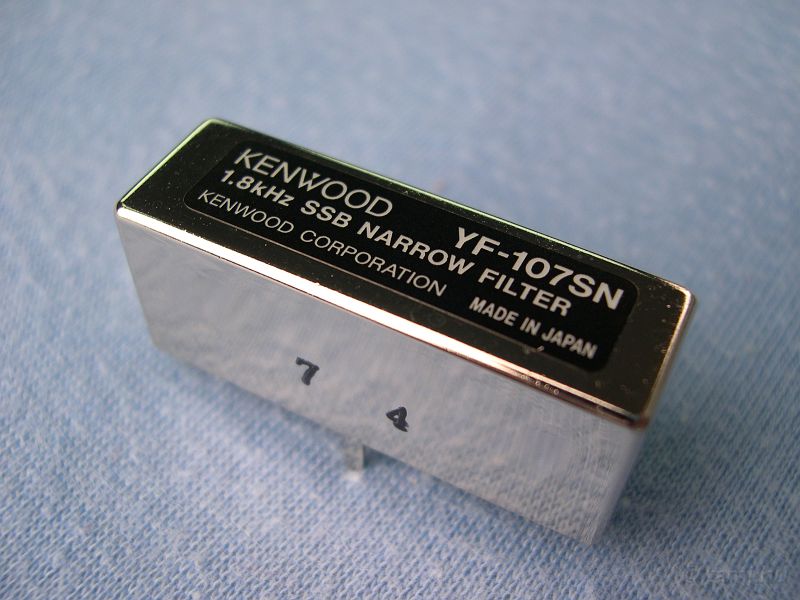 KENWOOD
YF-107SN
1.8kHz SSB NARROW FILTER
KENWOOD CORPORATION
MADE IN JAPAN
7 4